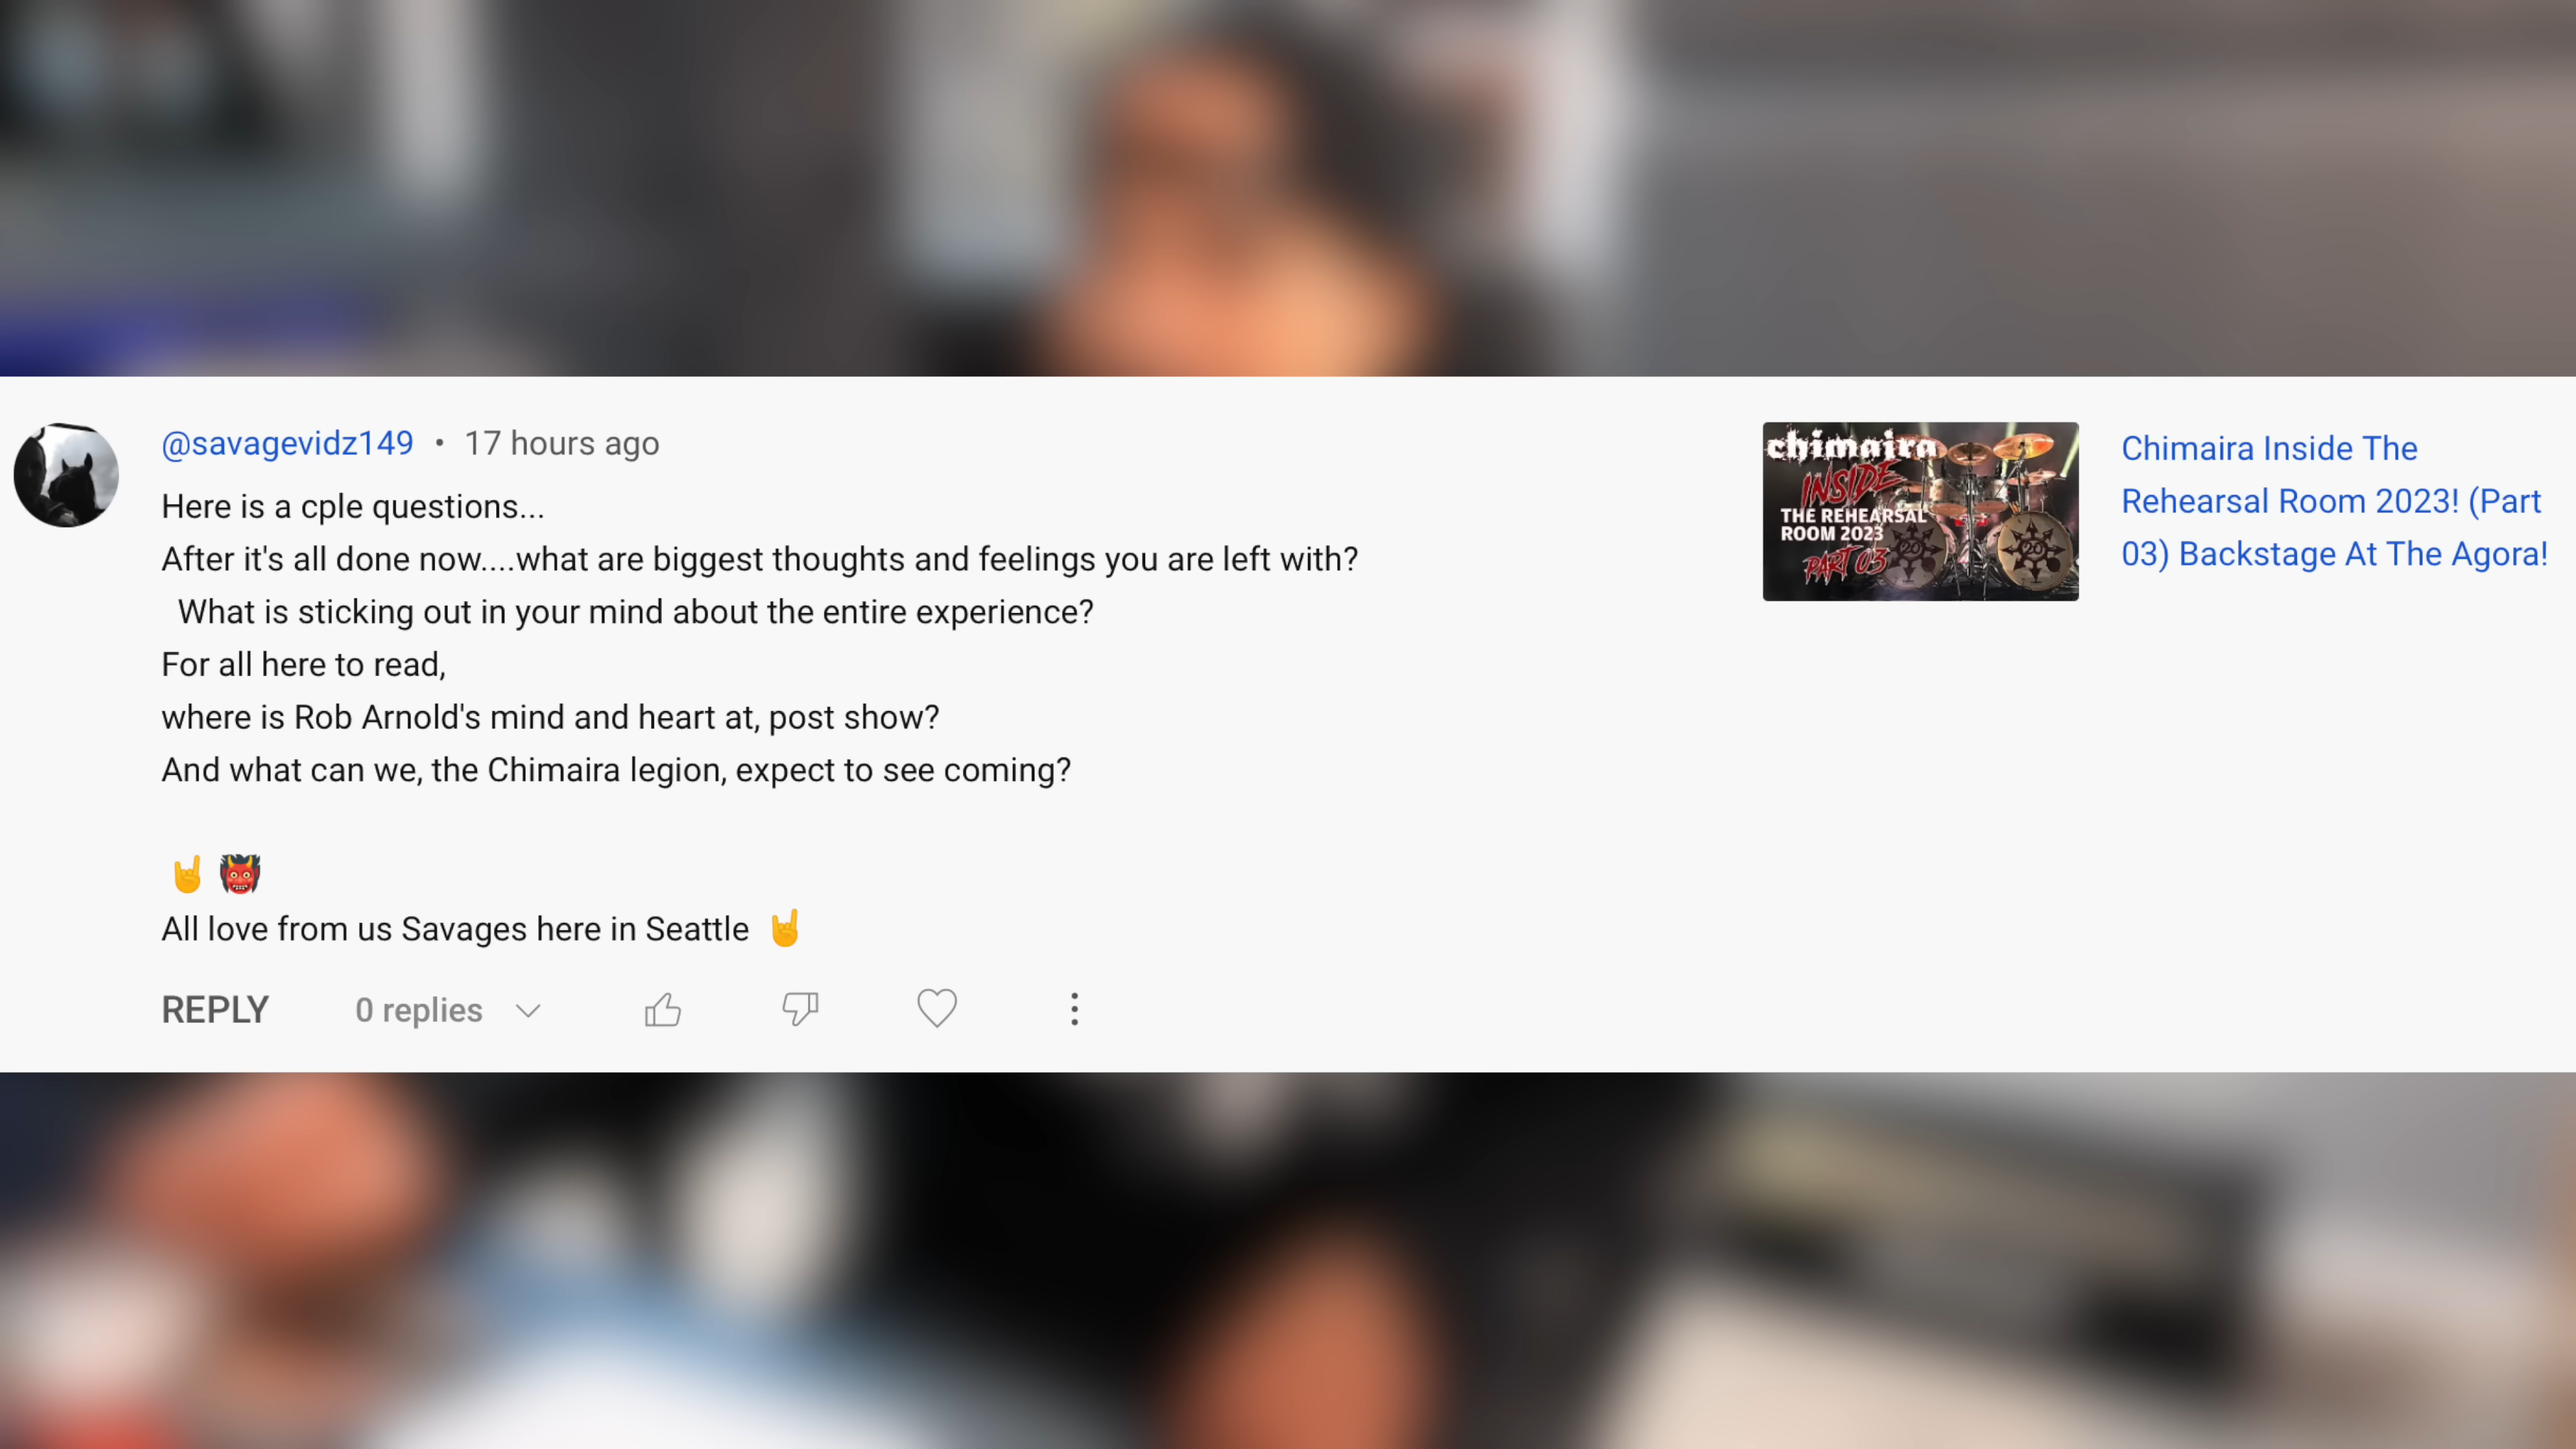 @savagevidz149 • 17 hours ago
Here is a cple questions...
After it's all done now....what are biggest thoughts and feelings you are left with?
What is sticking out in your mind about the entire experience?
For all here to read,
where is Rob Arnold's mind and heart at, post show?
And what can we, the Chimaira legion, expect to see coming?
🤘 👹
All love from us Savages here in Seattle 🤘
REPLY 0 replies
chimaira
INSIDE
THE REHEARSAL
ROOM 2023
PART 03
20
20
Chimaira Inside The
Rehearsal Room 2023! (Part
03) Backstage At The Agora!